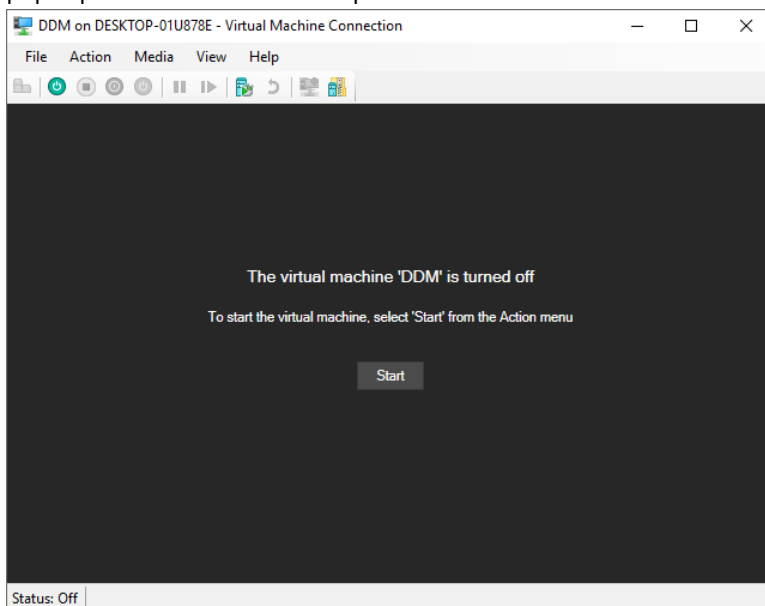 DDM on DESKTOP-01U878E - Virtual Machine Connection
File Action Media View Help
The virtual machine 'DDM' is turned off
To start the virtual machine, select 'Start' from the Action menu
Start
Status: Off